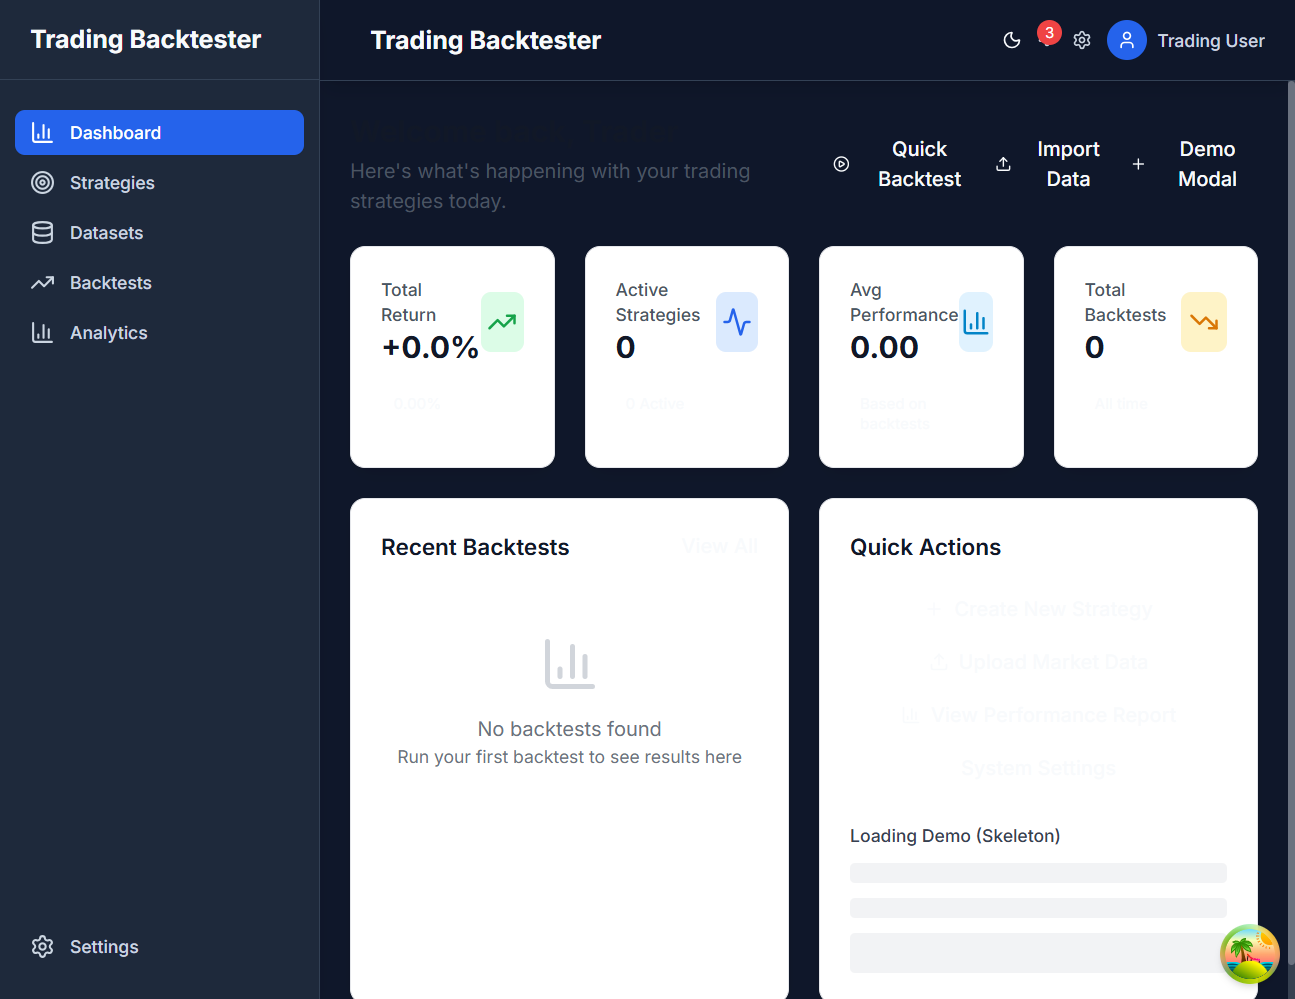 Trading Backtester
Trading Backtester
3
Trading User
Dashboard
Strategies
Datasets
Backtests
Analytics
Settings
Here's what's happening with your trading
strategies today.
Quick
Backtest
Import
Data
Demo
Modal
Total
Return
+0.0%
0.00%
Active
Strategies
0
0 Active
Avg
Performance
0.00
Based on
backtests
Total
Backtests
0
All time
Recent Backtests
View All
No backtests found
Run your first backtest to see results here
Quick Actions
Create New Strategy
Upload Market Data
View Performance Report
System Settings
Loading Demo (Skeleton)